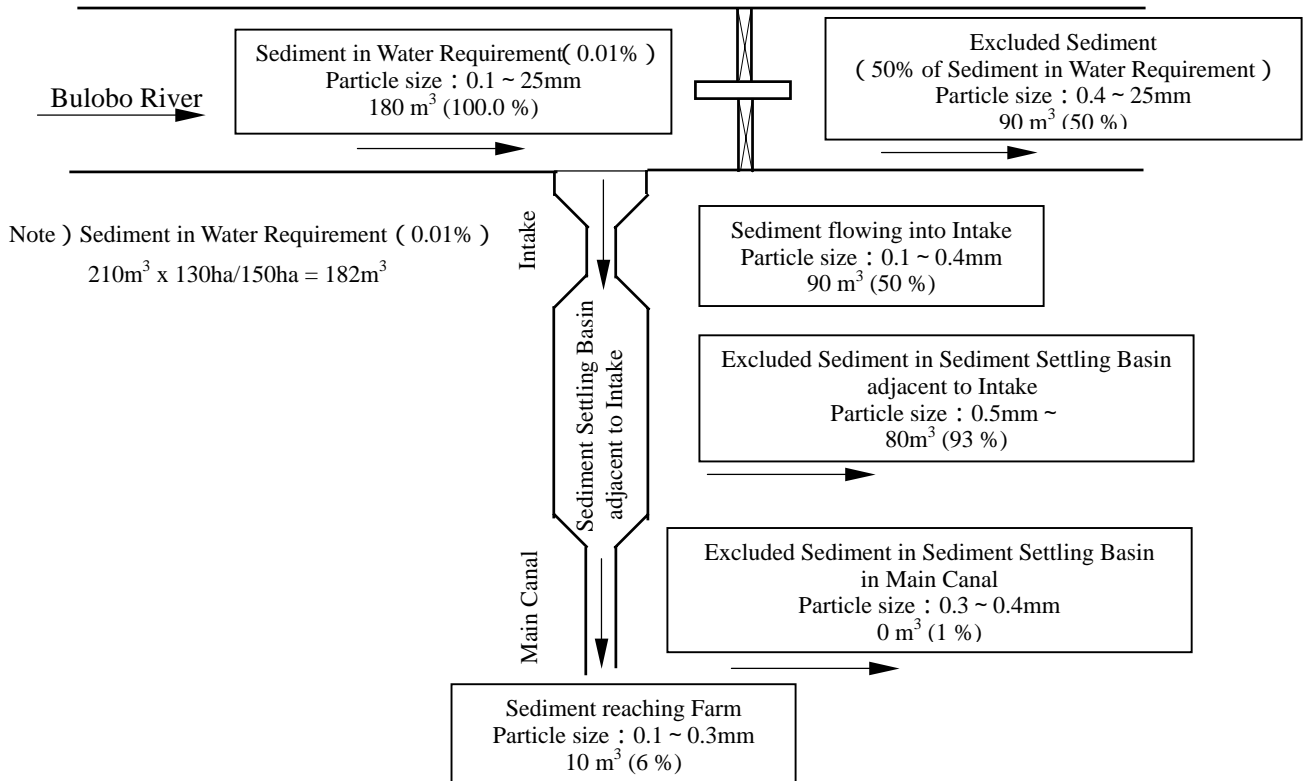 Sediment in Water Requirement( 0.01% )
Particle size : 0.1 ~ 25mm
180 m³ (100.0 %)
Excluded Sediment
( 50% of Sediment in Water Requirement )
Particle size : 0.4 ~ 25mm
90 m³ (50 %)
Bulobo River
Note ) Sediment in Water Requirement ( 0.01% )
210m³ x 130ha/150ha = 182m³
Intake
Sediment flowing into Intake
Particle size : 0.1 ~ 0.4mm
90 m³ (50 %)
Sediment Settling Basin
adjacent to Intake
Excluded Sediment in Sediment Settling Basin
adjacent to Intake
Particle size : 0.5mm ~
80m³ (93 %)
Main Canal
Excluded Sediment in Sediment Settling Basin
in Main Canal
Particle size : 0.3 ~ 0.4mm
0 m³ (1 %)
Sediment reaching Farm
Particle size : 0.1 ~ 0.3mm
10 m³ (6 %)